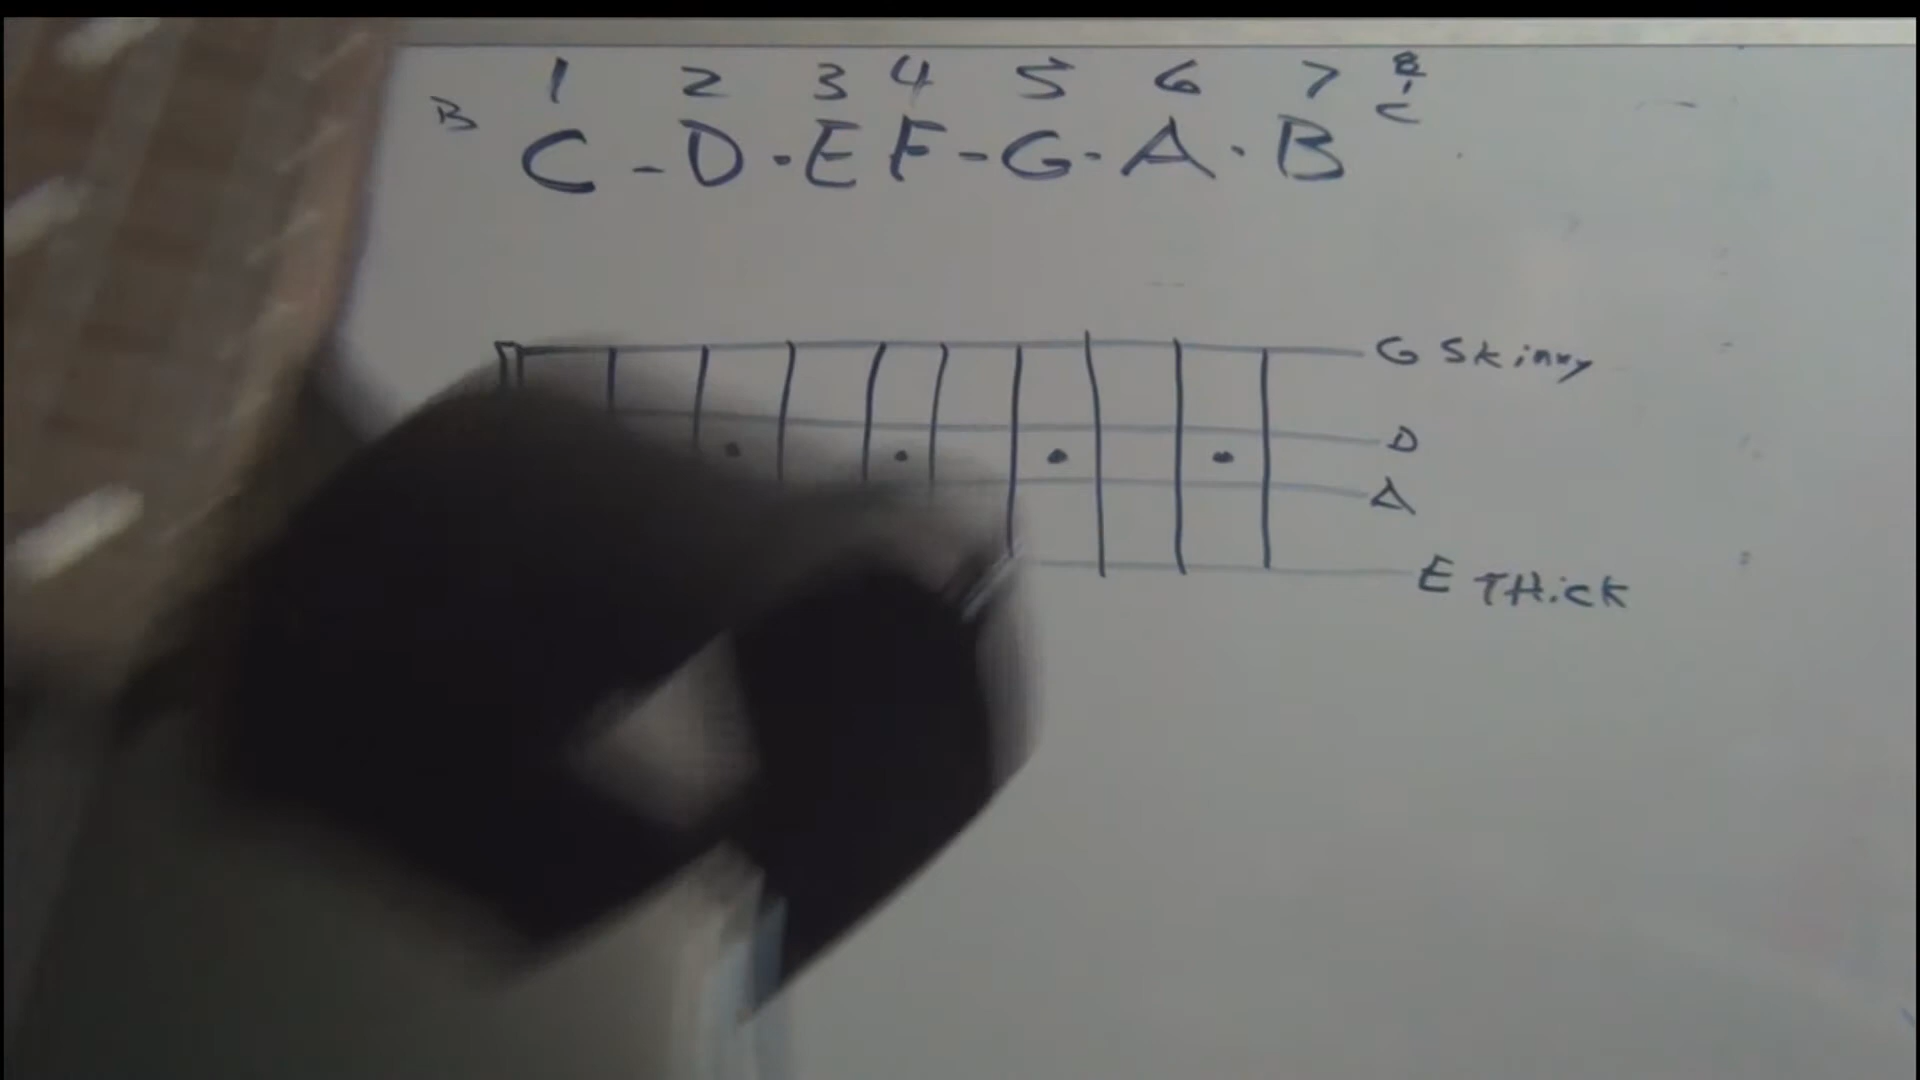 1 2 3 4 5 6 7 8
B C - D · E F - G · A · B C
G Skinny
D
A
E THick